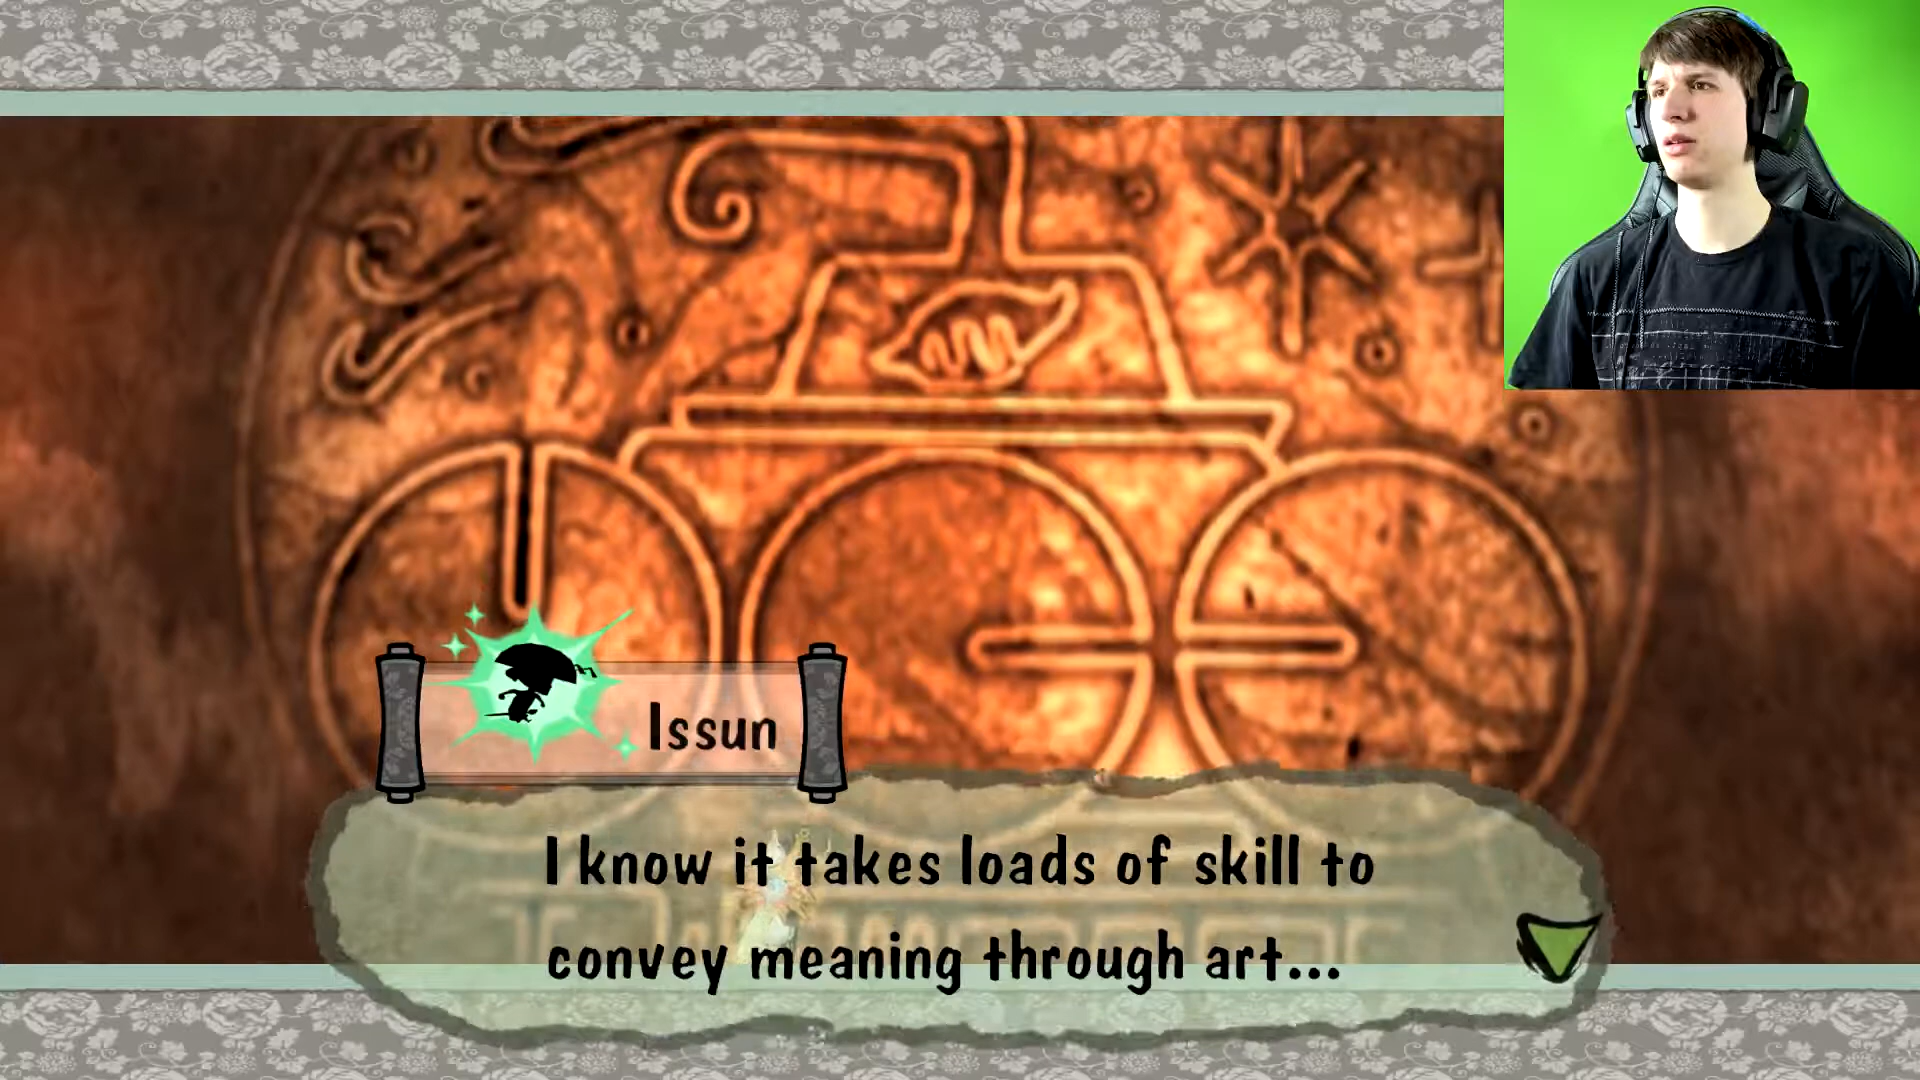 Issun
I know it takes loads of skill to
convey meaning through art...